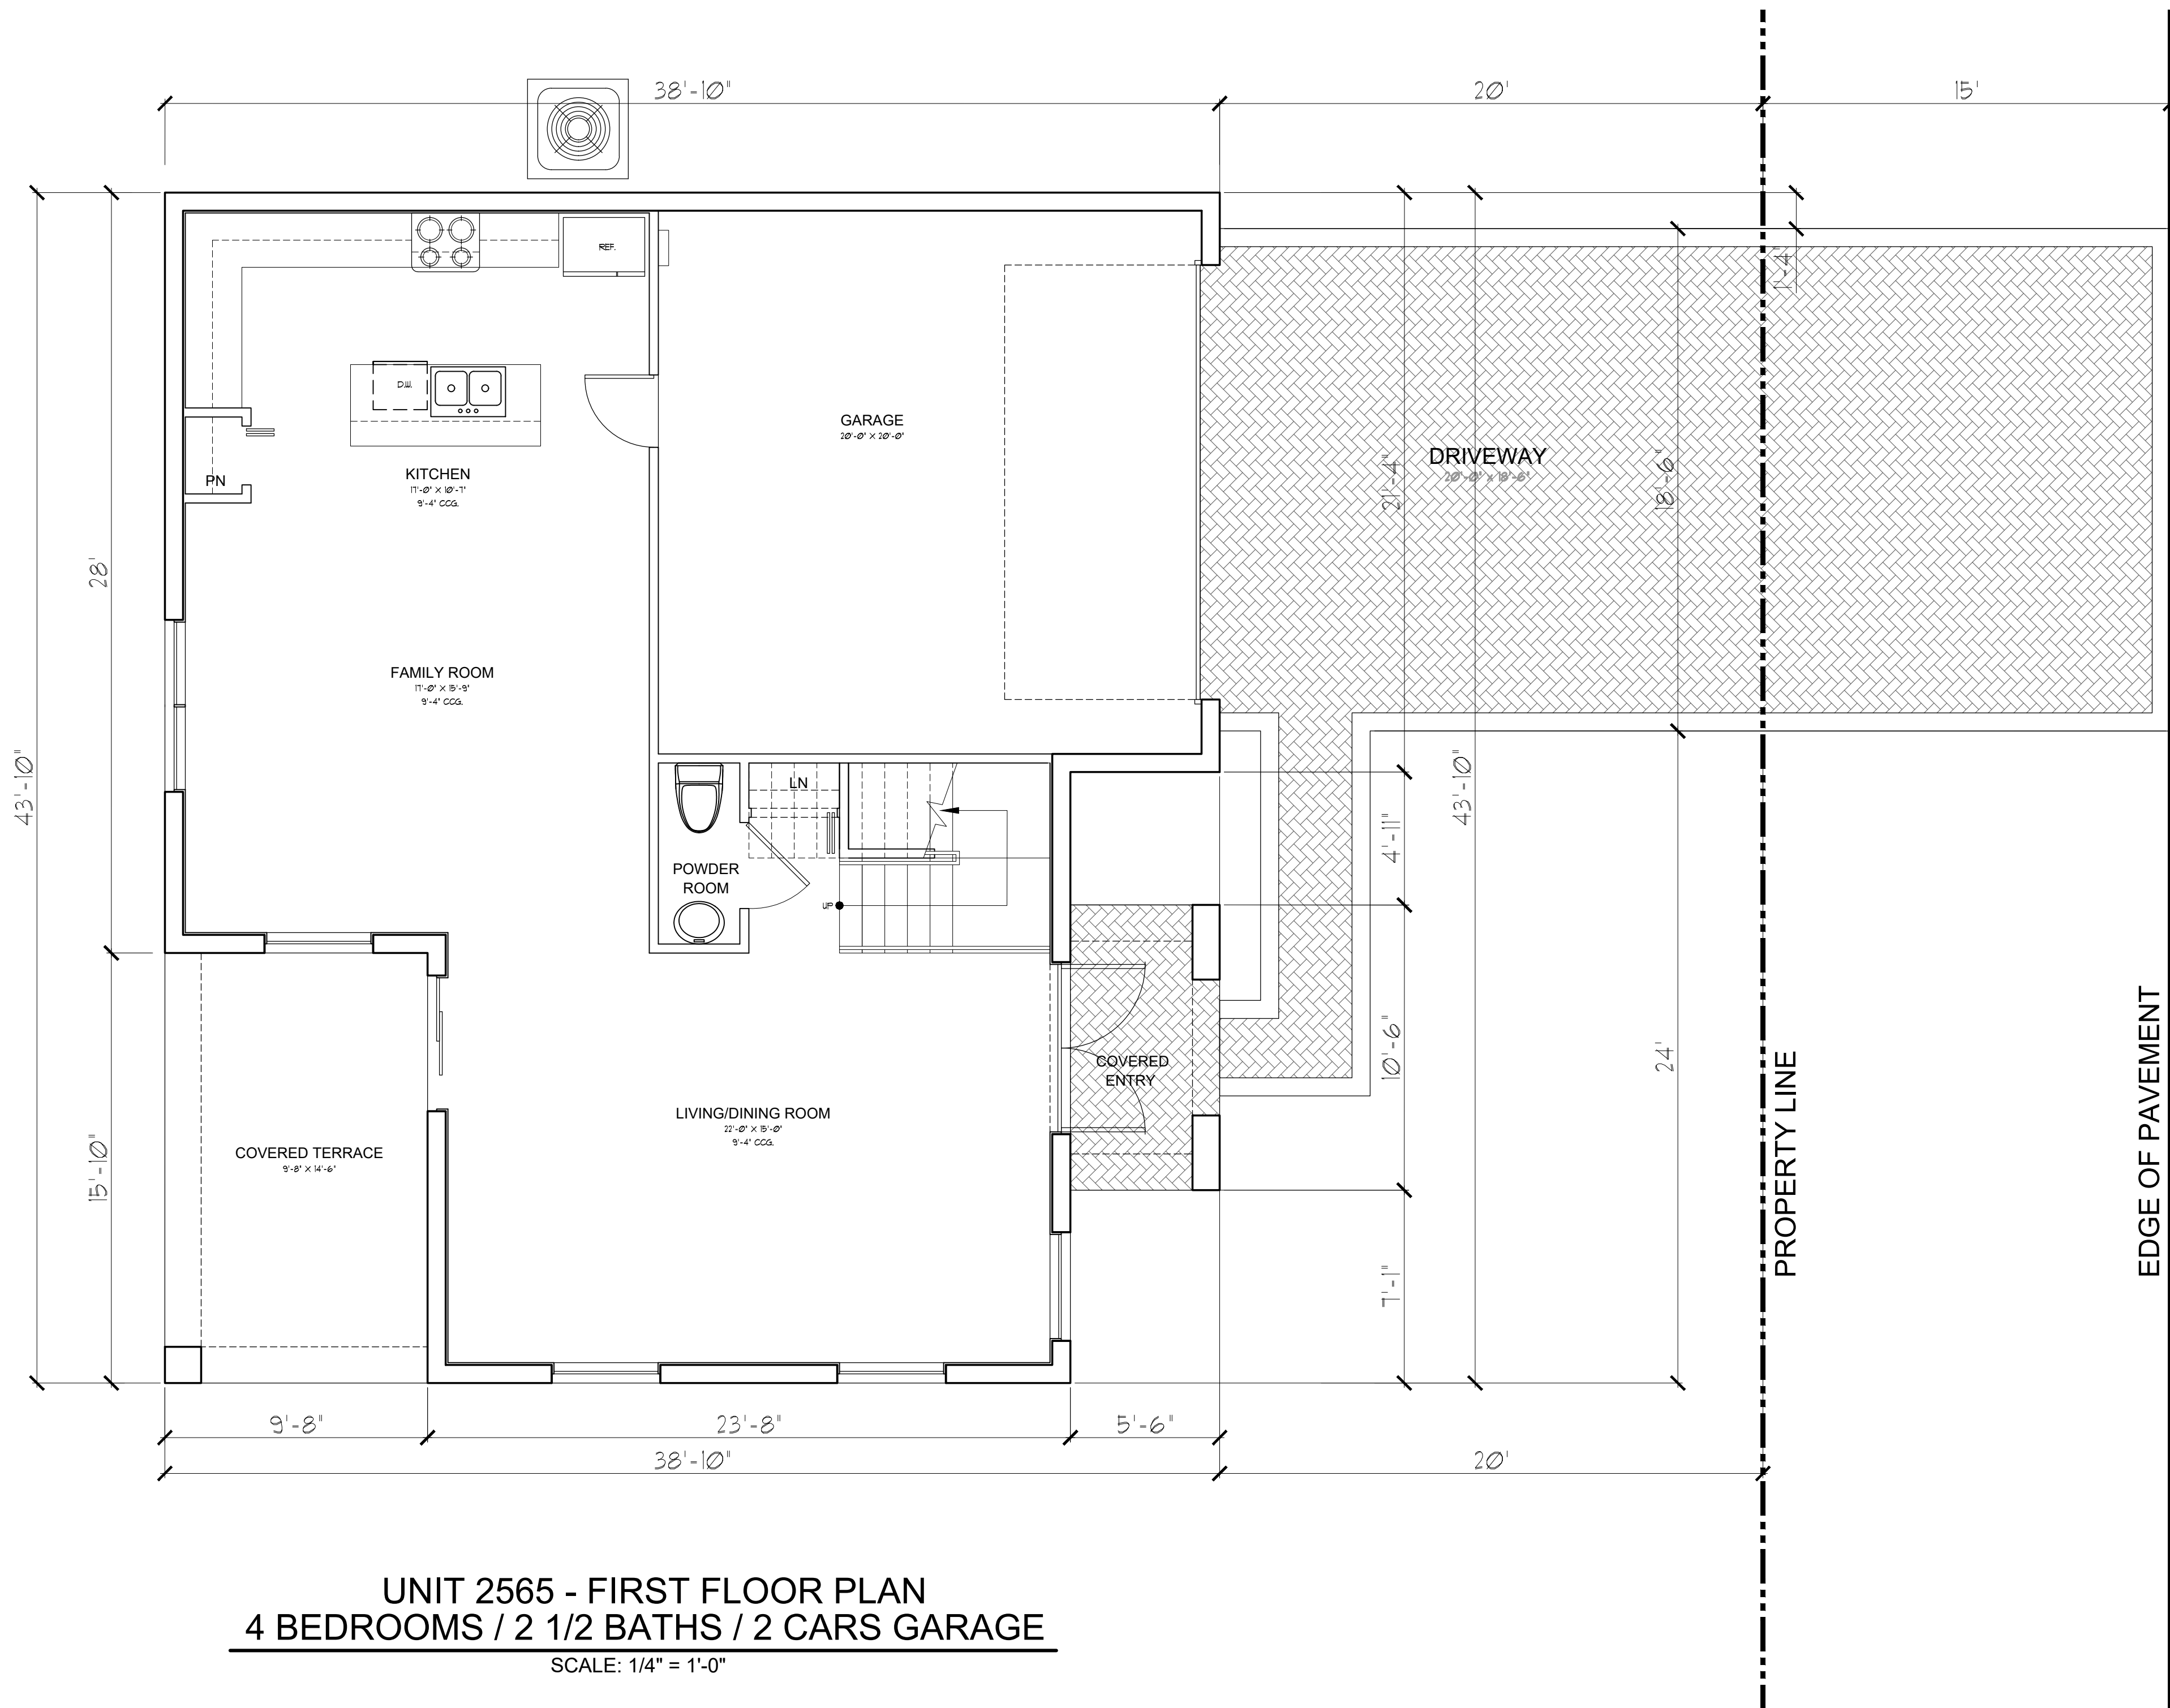 38'-10"
20'
15'
REF.
1'-4"
D.W.
GARAGE
20'-0" X 20'-0"
DRIVEWAY
20'-0" x 18'-6"
KITCHEN
17'-0" X 10'-7"
9'-4" CCG.
PN
21'-4"
18'-6"
28'
FAMILY ROOM
17'-0" X 15'-9"
9'-4" CCG.
43'-10"
LN
43'-10"
4'-11"
POWDER
ROOM
UP
COVERED
ENTRY
10'-6"
24'
PROPERTY LINE
EDGE OF PAVEMENT
LIVING/DINING ROOM
22'-0" X 15'-0"
9'-4" CCG.
COVERED TERRACE
9'-8" X 14'-6"
15'-10"
7'-1"
9'-8"
23'-8"
5'-6"
38'-10"
20'
UNIT 2565 - FIRST FLOOR PLAN
4 BEDROOMS / 2 1/2 BATHS / 2 CARS GARAGE
SCALE: 1/4" = 1'-0"